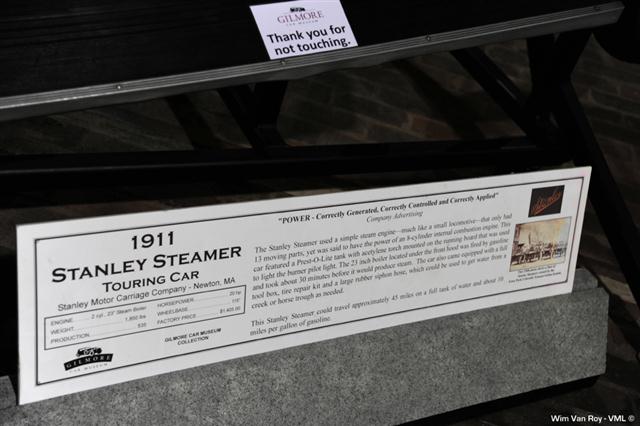 GILMORE
CAR MUSEUM
Thank you for
not touching.
"POWER - Correctly Generated, Correctly Controlled and Correctly Applied"
Company Advertising
1911
STANLEY STEAMER
TOURING CAR
Stanley Motor Carriage Company - Newton, MA
ENGINE 2 cyl., 23" Steam Boiler
WEIGHT 1,850 lbs
PRODUCTION 535
HORSEPOWER 20 hp
WHEELBASE
FACTORY PRICE
GILMORE CAR MUSEUM
COLLECTION
GILMORE
CAR MUSEUM
The Stanley Steamer used a simple steam engine—much like a small locomotive—that only had
13 moving parts, yet was said to have the power of an 8-cylinder internal combustion engine. This
car featured a Prest-O-Lite tank with acetylene torch mounted on the running board that was used
to light the burner pilot light. The 23 inch boiler located under the front hood was fired by gasoline
and took about 30 minutes before it would produce steam. The car also came equipped with a full
tool box, tire repair kit and a large rubber siphon hose, which could be used to get water from a
creek or horse trough as needed.
This Stanley Steamer could travel approximately 45 miles on a full tank of water and about 10
miles per gallon of gasoline.
Wim Van Roy - VML ©